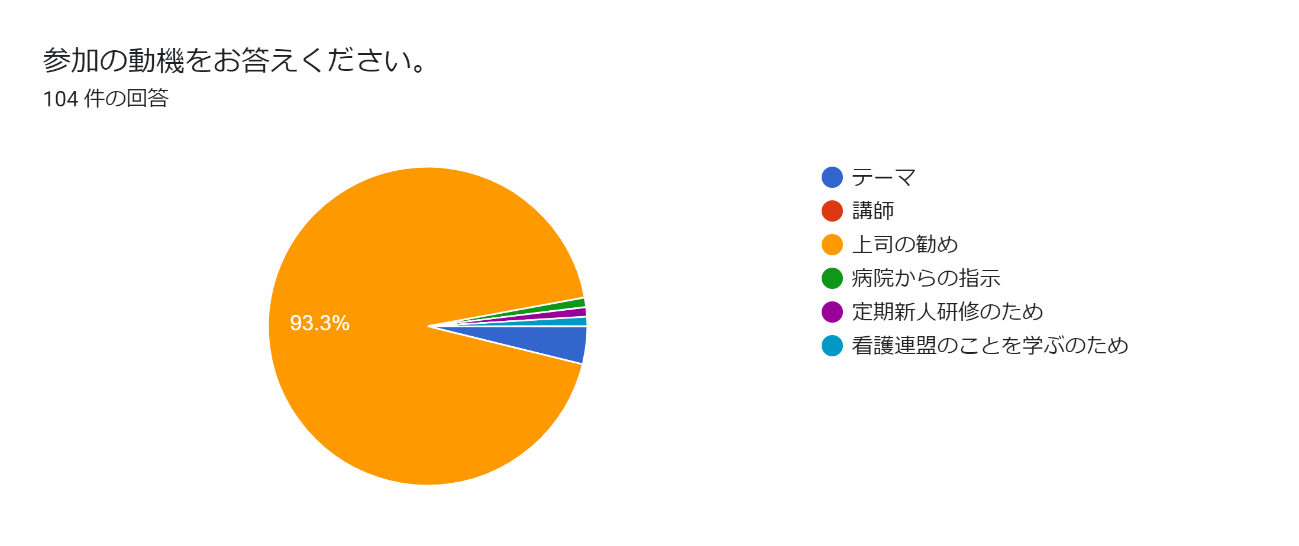 参加の動機をお答えください。
104 件の回答
93.3%
テーマ
講師
上司の勧め
病院からの指示
定期新人研修のため
看護連盟のことを学ぶのため